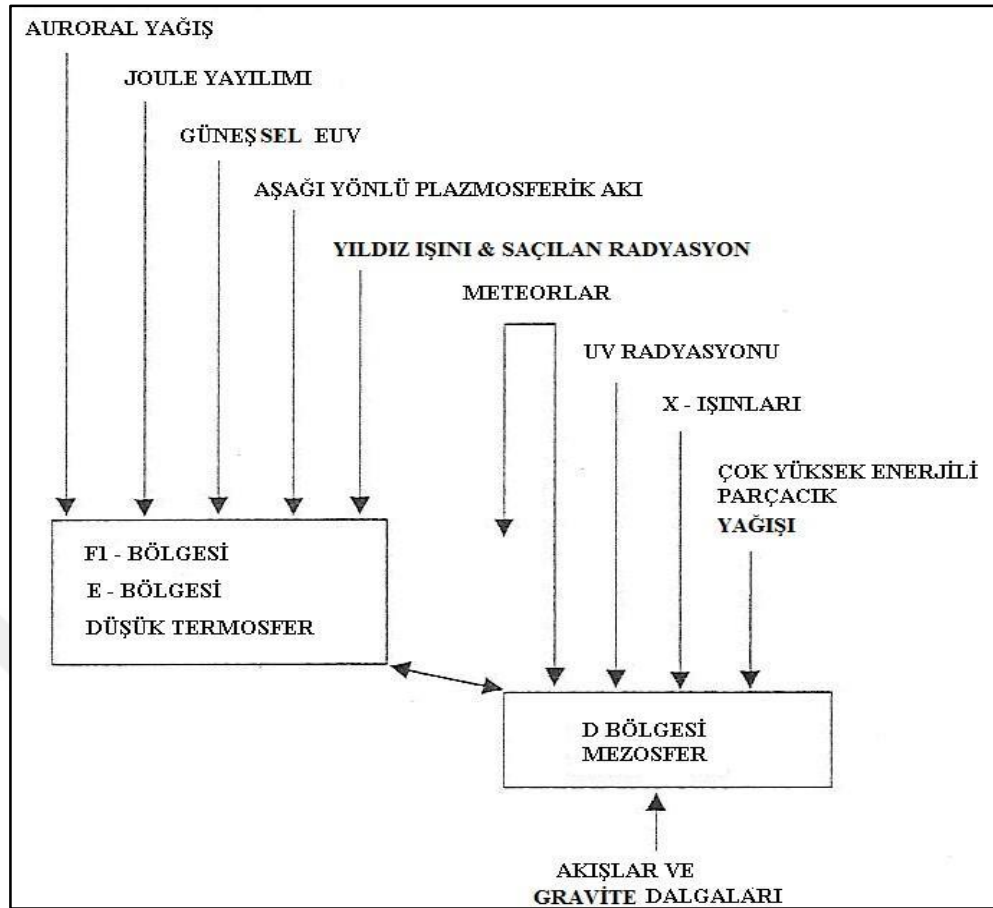 AURORAL YAĞIŞ
JOULE YAYILIMI
GÜNEŞSEL EUV
AŞAĞI YÖNLÜ PLAZMOSFERİK AKI
YILDIZ IŞINI & SAÇILAN RADYASYON
METEORLAR
UV RADYASYONU
X - IŞINLARI
ÇOK YÜKSEK ENERJİLİ
PARÇACIK
YAĞIŞI
F1 - BÖLGESİ
E - BÖLGESİ
DÜŞÜK TERMOSFER
D BÖLGESİ
MEZOSFER
AKIŞLAR VE
GRAVİTE DALGALARI